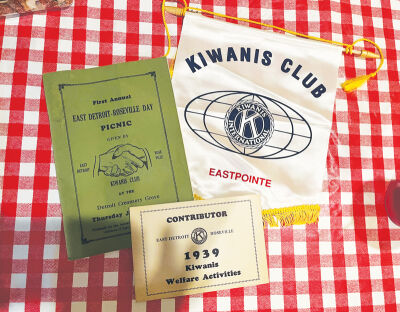 First Annual
EAST DETROIT-ROSEVILLE DAY
PICNIC
GIVEN BY
EAST DETROIT
ROSEVILLE
KIWANIS CLUB
AT THE
Detroit Creamery Grove
Thursday
KIWANIS CLUB
KIWANIS
K
INTERNATIONAL
EASTPOINTE
CONTRIBUTOR
EAST DETROIT K ROSEVILLE
1939
Kiwanis
Welfare Activities